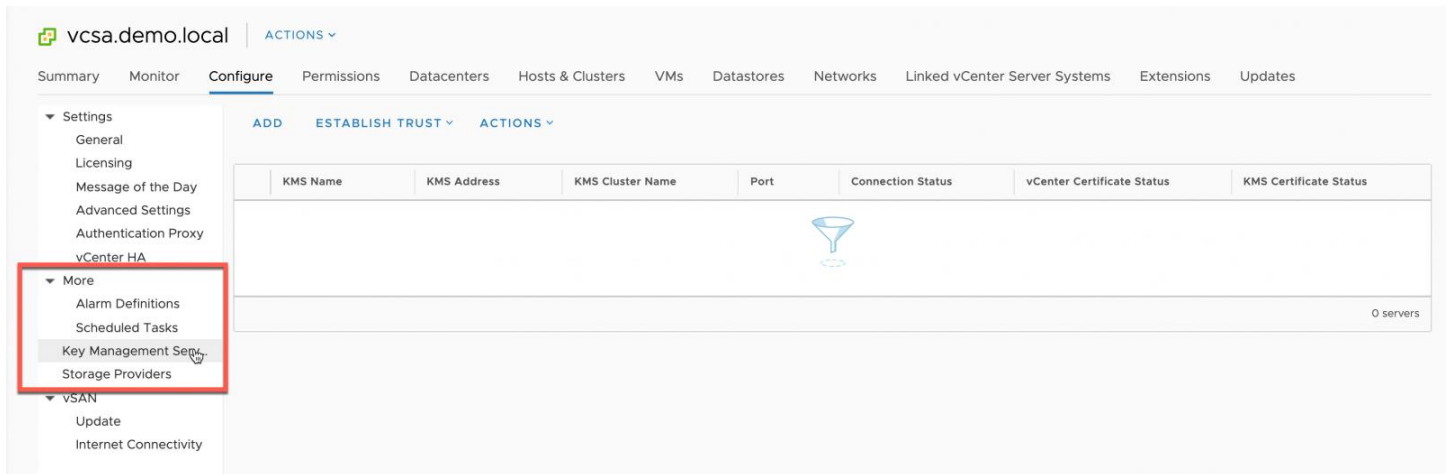 vcsa.demo.local ACTIONS
Summary Monitor Configure Permissions Datacenters Hosts & Clusters VMs Datastores Networks Linked vCenter Server Systems Extensions Updates
Settings
General
Licensing
Message of the Day
Advanced Settings
Authentication Proxy
vCenter HA
More
Alarm Definitions
Scheduled Tasks
Key Management Serv...
Storage Providers
vSAN
Update
Internet Connectivity
ADD ESTABLISH TRUST ACTIONS
KMS Name KMS Address KMS Cluster Name Port Connection Status vCenter Certificate Status KMS Certificate Status
0 servers